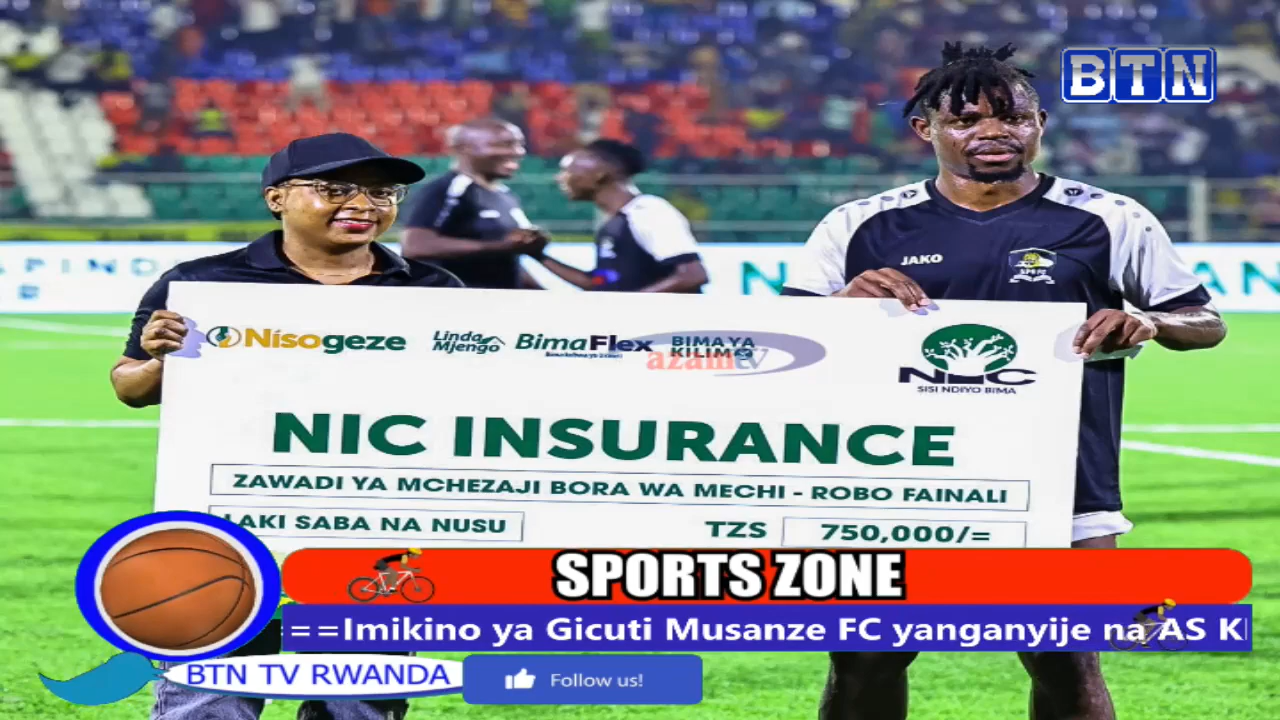 BTN
JAKO
Nisogeze
Linda Mjengo
BimaFlex
BIMA YA KILIMO
azamtv
NIC
SISI NDIYO BIMA
NIC INSURANCE
ZAWADI YA MCHEZAJI BORA WA MECHI - ROBO FAINALI
LAKI SABA NA NUSU
TZS 750,000/=
SPORTS ZONE
==Imikino ya Gicuti Musanze FC yanganyije na AS K
BTN TV RWANDA
Follow us!